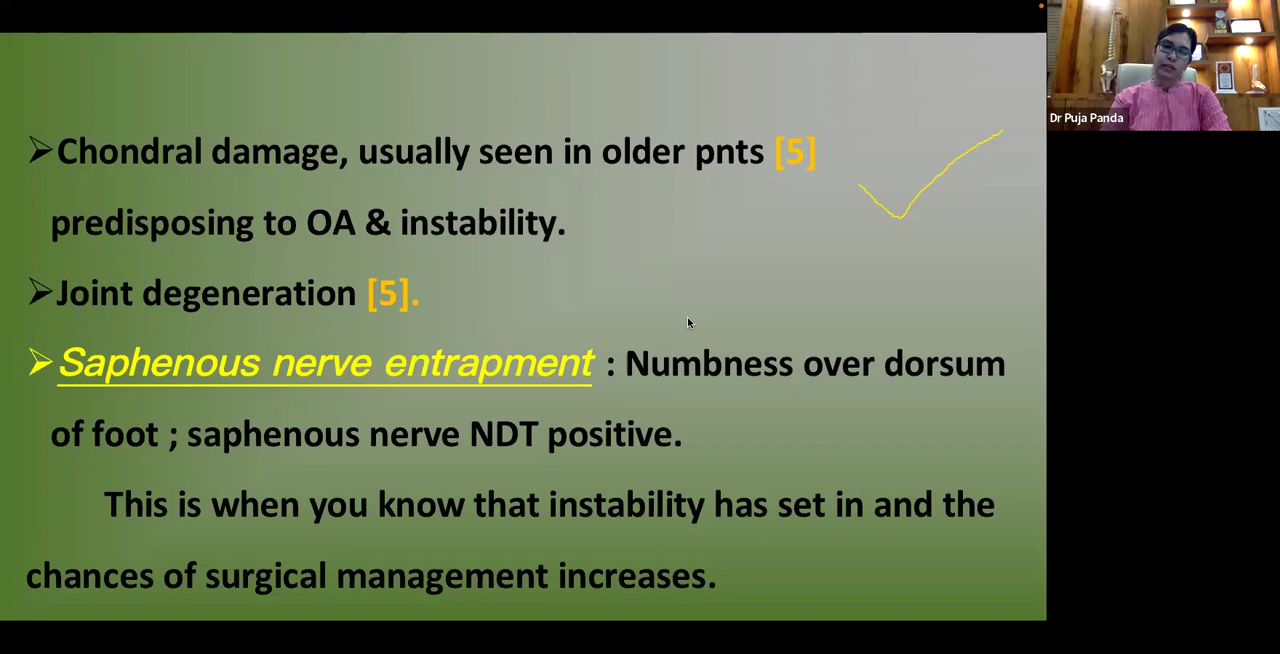 ➢Chondral damage, usually seen in older pnts [5]
predisposing to OA & instability.
➢Joint degeneration [5].
➢Saphenous nerve entrapment : Numbness over dorsum
of foot ; saphenous nerve NDT positive.
This is when you know that instability has set in and the
chances of surgical management increases.
Dr Puja Panda